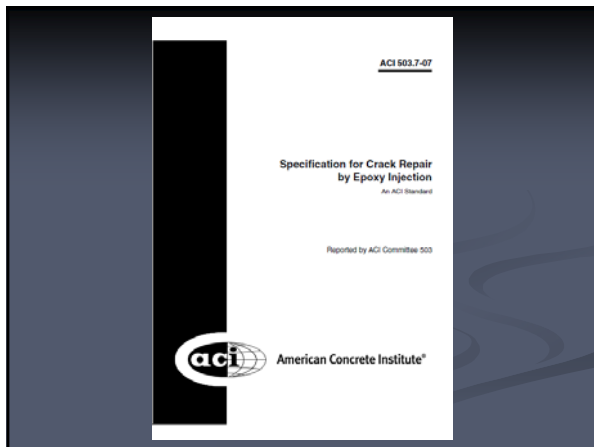 ACI 503.7-07
Specification for Crack Repair
by Epoxy Injection
An ACI Standard
Reported by ACI Committee 503
aci American Concrete Institute®